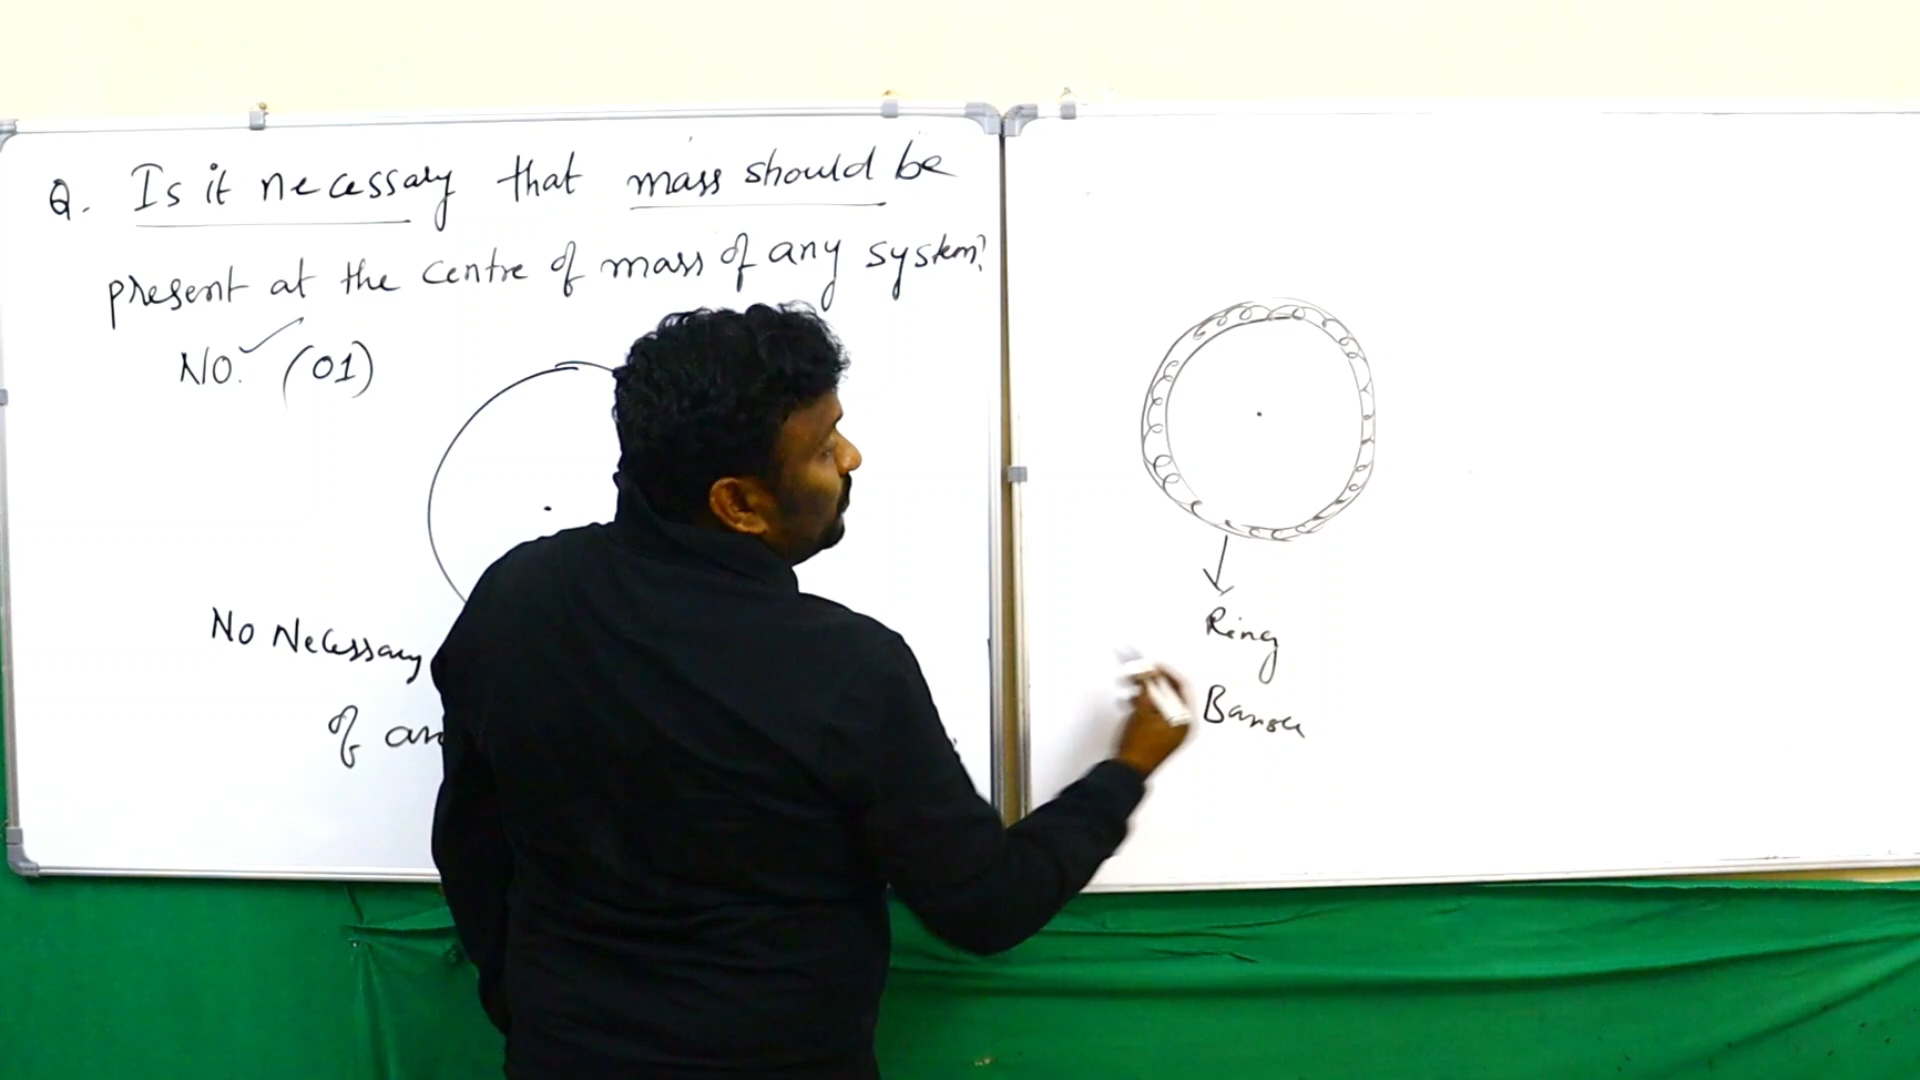 Q. Is it necessary that mass should be
present at the centre of mass of any system?
NO. (01)
No Necessary
of
Ring